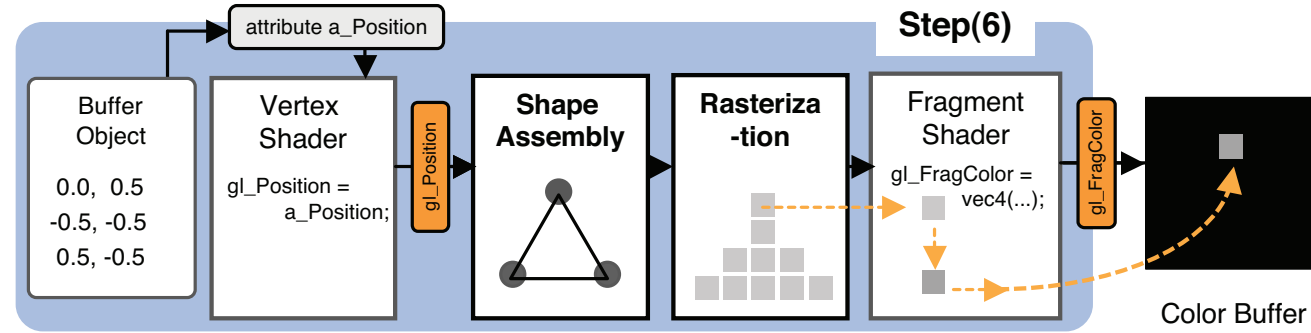 attribute a_Position
Step(6)
Buffer
Object
0.0, 0.5
-0.5, -0.5
0.5, -0.5
Vertex
Shader
gl_Position =
a_Position;
gl_Position
Shape
Assembly
Rasteriza
-tion
Fragment
Shader
gl_FragColor =
vec4(...);
gl_FragColor
Color Buffer